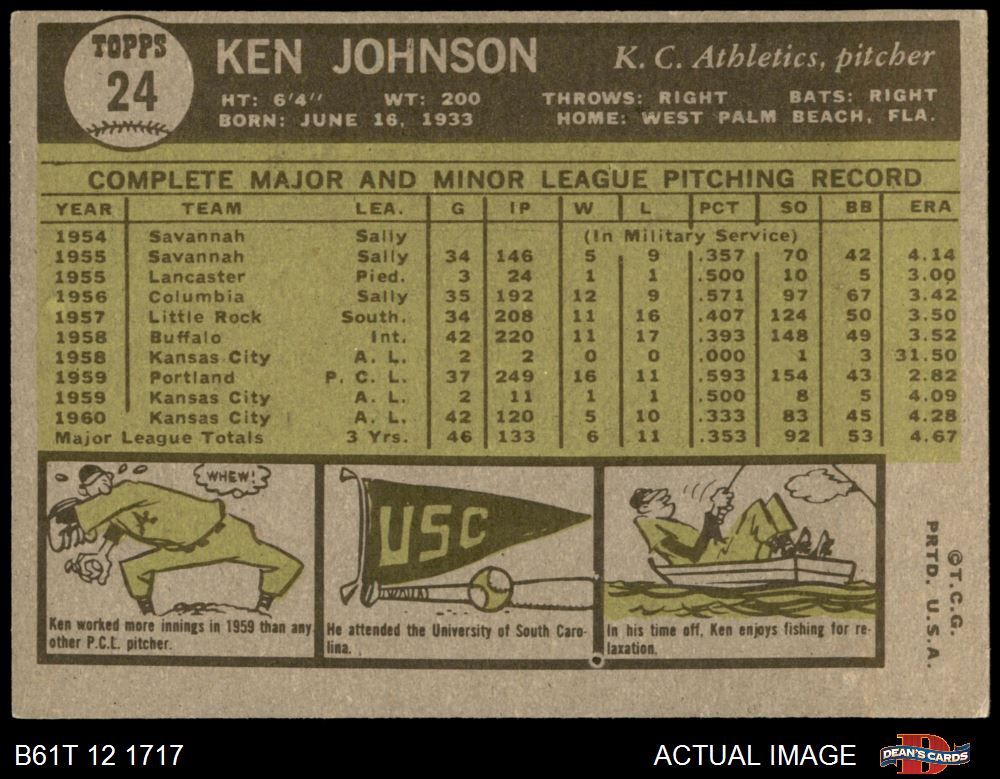 TOPPS
24
KEN JOHNSON
K. C. Athletics, pitcher
HT: 6'4" WT: 200 THROWS: RIGHT BATS: RIGHT
BORN: JUNE 16, 1933 HOME: WEST PALM BEACH, FLA.
COMPLETE MAJOR AND MINOR LEAGUE PITCHING RECORD
YEAR TEAM LEA. G IP W L PCT SO BB ERA
1954 Savannah Sally (In Military Service)
1955 Savannah Sally 34 146 5 9 .357 70 42 4.14
1955 Lancaster Pied. 3 24 1 1 .500 10 5 3.00
1956 Columbia Sally 35 192 12 9 .571 97 67 3.42
1957 Little Rock South. 34 208 11 16 .407 124 50 3.50
1958 Buffalo Int. 42 220 11 17 .393 148 49 3.52
1958 Kansas City A. L. 2 2 0 0 .000 1 3 31.50
1959 Portland P. C. L. 37 249 16 11 .593 154 43 2.82
1959 Kansas City A. L. 2 11 1 1 .500 8 5 4.09
1960 Kansas City A. L. 42 120 5 10 .333 83 45 4.28
Major League Totals 3 Yrs. 46 133 6 11 .353 92 53 4.67
WHEW!
Ken worked more innings in 1959 than any
other P.C.L. pitcher.
USC
He attended the University of South Caro-
lina.
In his time off, Ken enjoys fishing for re-
laxation.
©T.C.G.
PRTD. U.S.A.
B61T 12 1717
ACTUAL IMAGE
DEAN'S CARDS